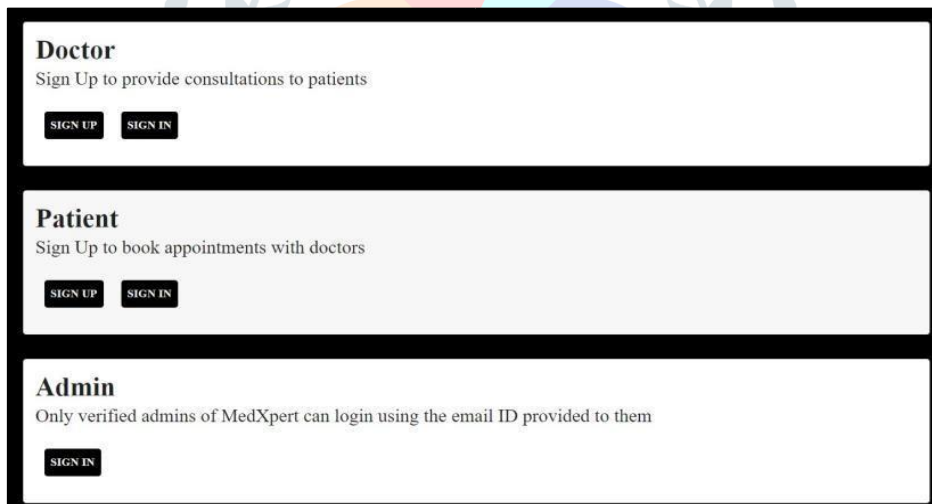 Doctor
Sign Up to provide consultations to patients
SIGN UP SIGN IN
Patient
Sign Up to book appointments with doctors
SIGN UP SIGN IN
Admin
Only verified admins of MedXpert can login using the email ID provided to them
SIGN IN